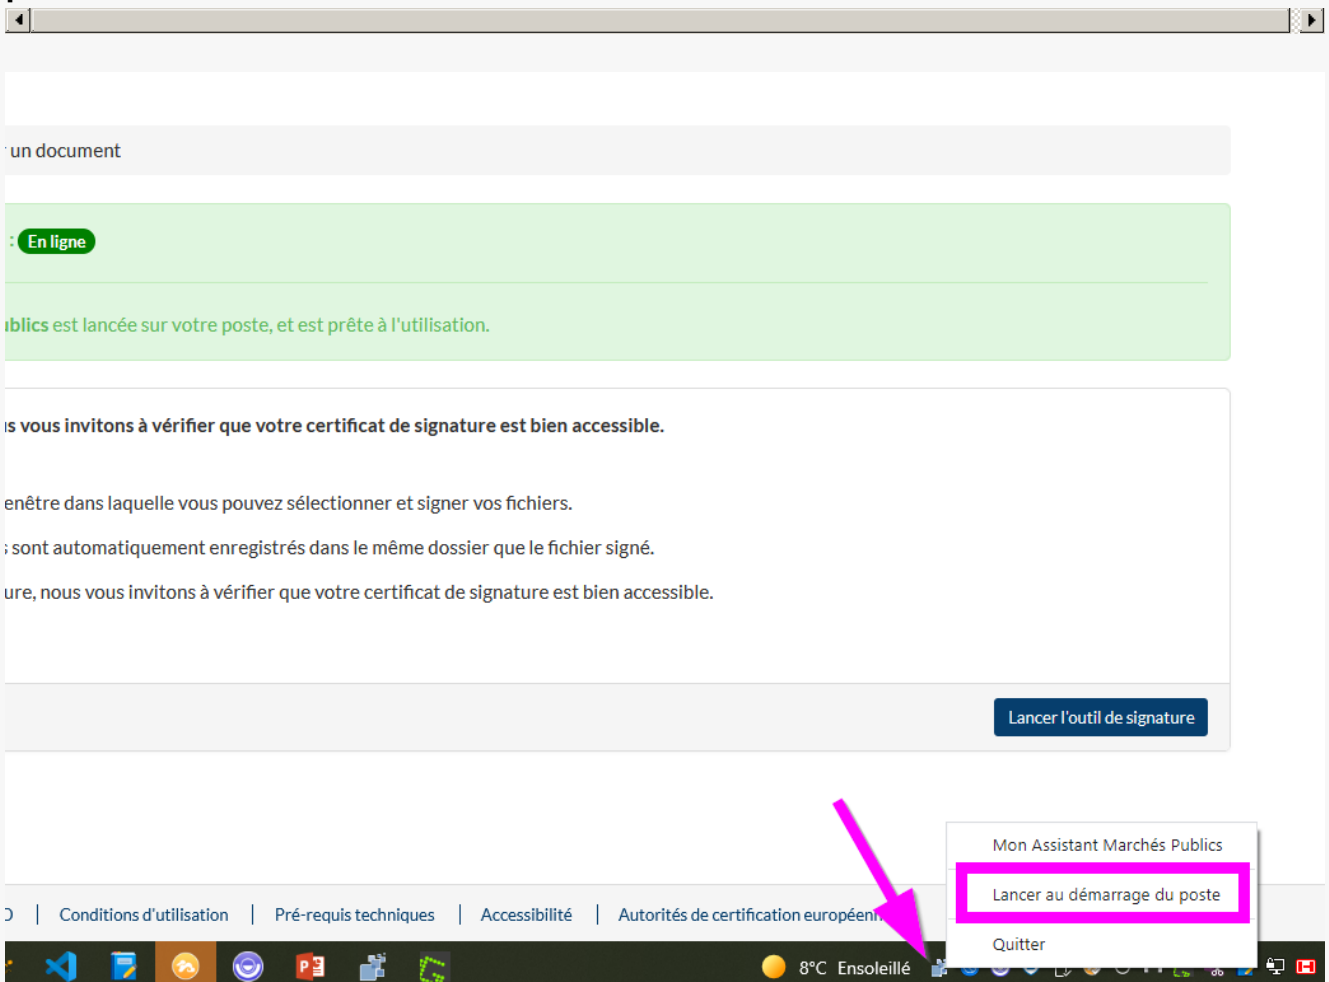 un document
: En ligne
ublics est lancée sur votre poste, et est prête à l'utilisation.
s vous invitons à vérifier que votre certificat de signature est bien accessible.
enêtre dans laquelle vous pouvez sélectionner et signer vos fichiers.
s sont automatiquement enregistrés dans le même dossier que le fichier signé.
ure, nous vous invitons à vérifier que votre certificat de signature est bien accessible.
Lancer l'outil de signature
Mon Assistant Marchés Publics
Lancer au démarrage du poste
Quitter
Conditions d'utilisation | Pré-requis techniques | Accessibilité | Autorités de certification européenn
8°C Ensoleillé